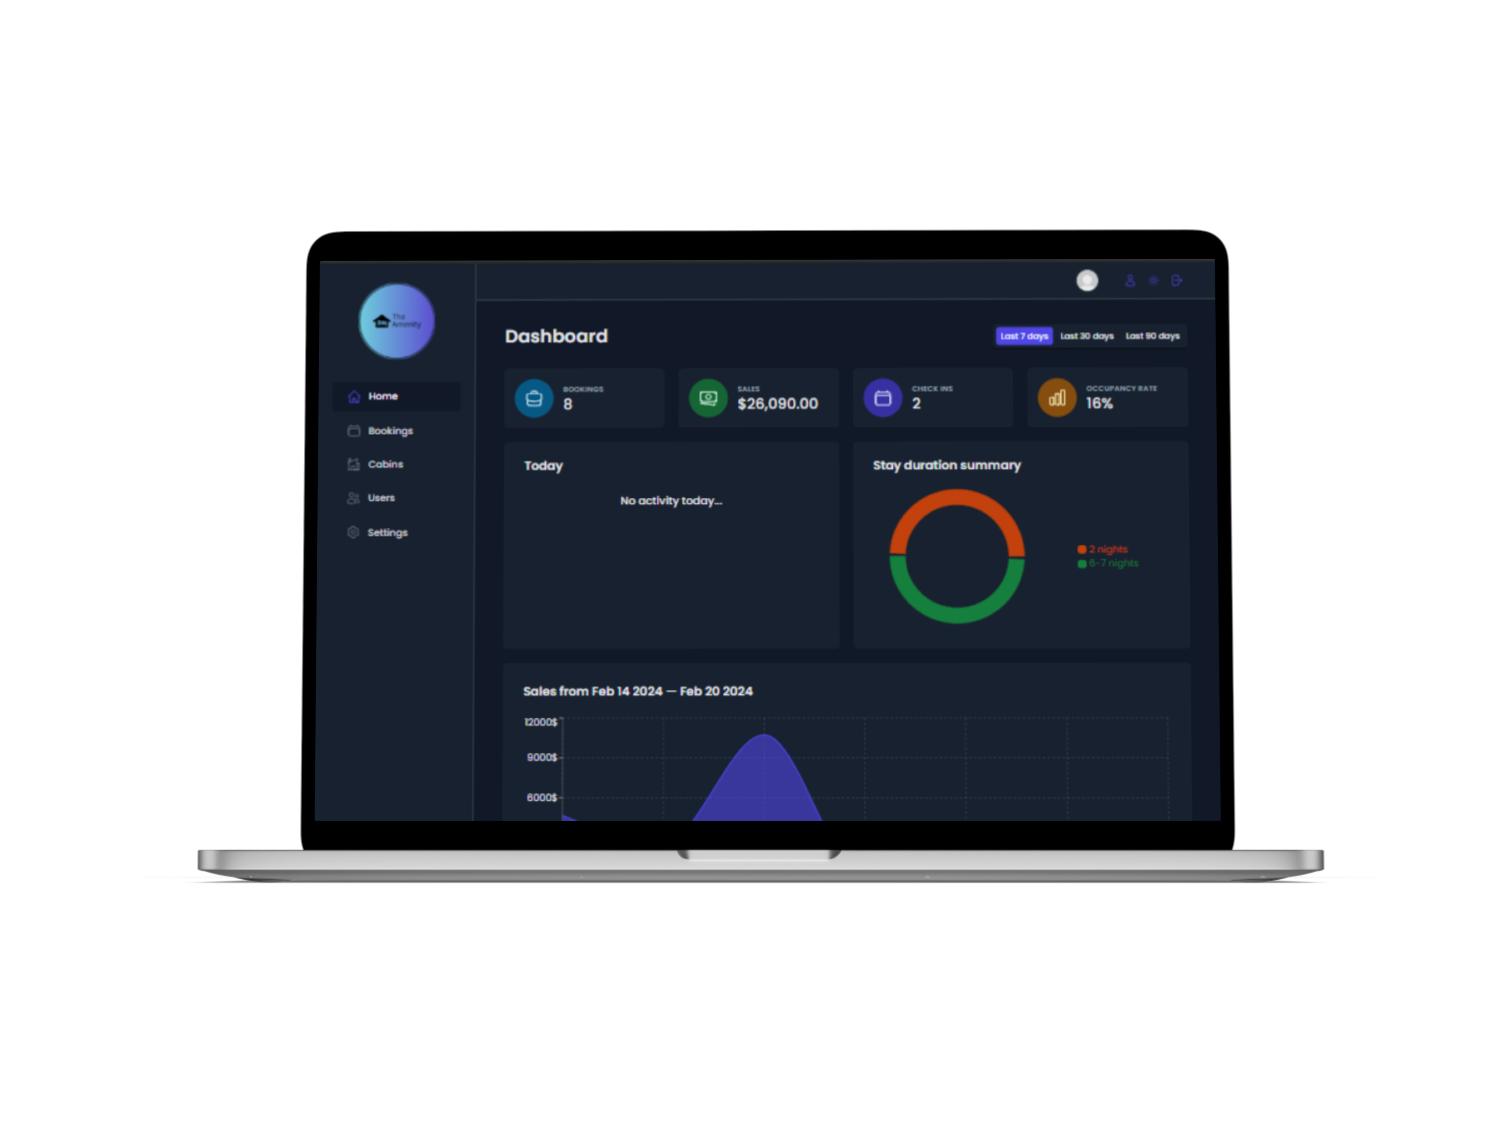 The
Amenity
Home
Bookings
Cabins
Users
Settings
Dashboard
Last 7 days Last 30 days Last 90 days
BOOKINGS
8
SALES
$26,090.00
CHECK INS
2
OCCUPANCY RATE
16%
Today
No activity today...
Stay duration summary
2 nights
6-7 nights
Sales from Feb 14 2024 — Feb 20 2024
12000$
9000$
6000$